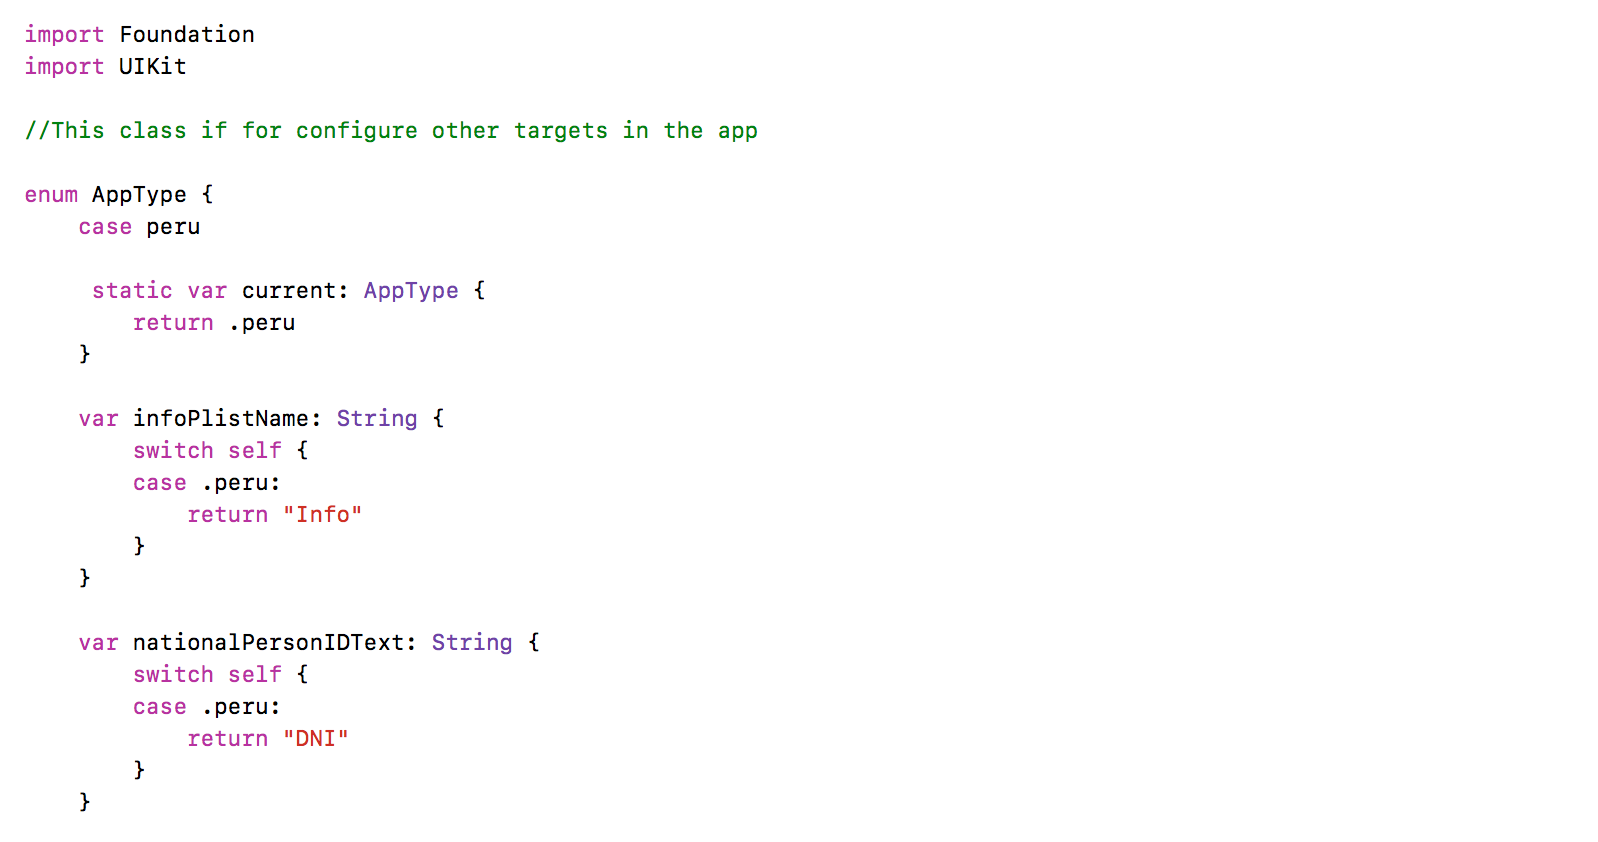 import Foundation
import UIKit
//This class if for configure other targets in the app
enum AppType {
    case peru
     static var current: AppType {
        return .peru
    }
    var infoPlistName: String {
        switch self {
        case .peru:
            return "Info"
        }
    }
    var nationalPersonIDText: String {
        switch self {
        case .peru:
            return "DNI"
        }
    }